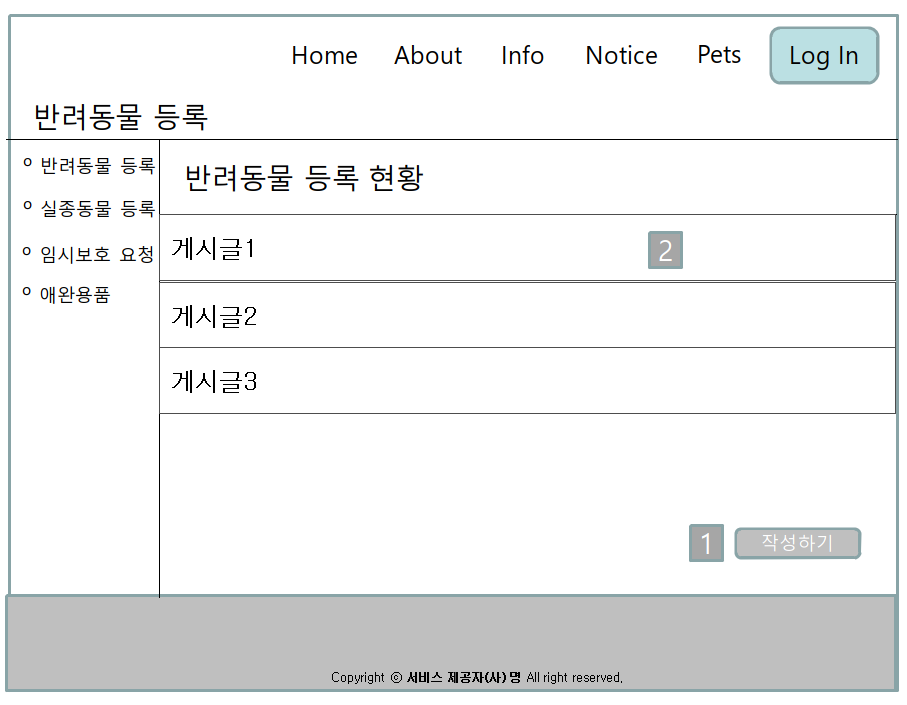 Home About Info Notice Pets Log In
반려동물 등록
o 반려동물 등록
o 실종동물 등록
o 임시보호 요청
o 애완용품
반려동물 등록 현황
게시글1
2
게시글2
게시글3
1 작성하기
Copyright ⓒ 서비스 제공자(사) 명 All right reserved.